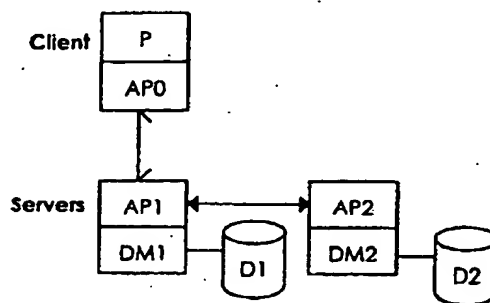 Client P
AP0
Servers AP1 AP2
DM1 D1 DM2 D2